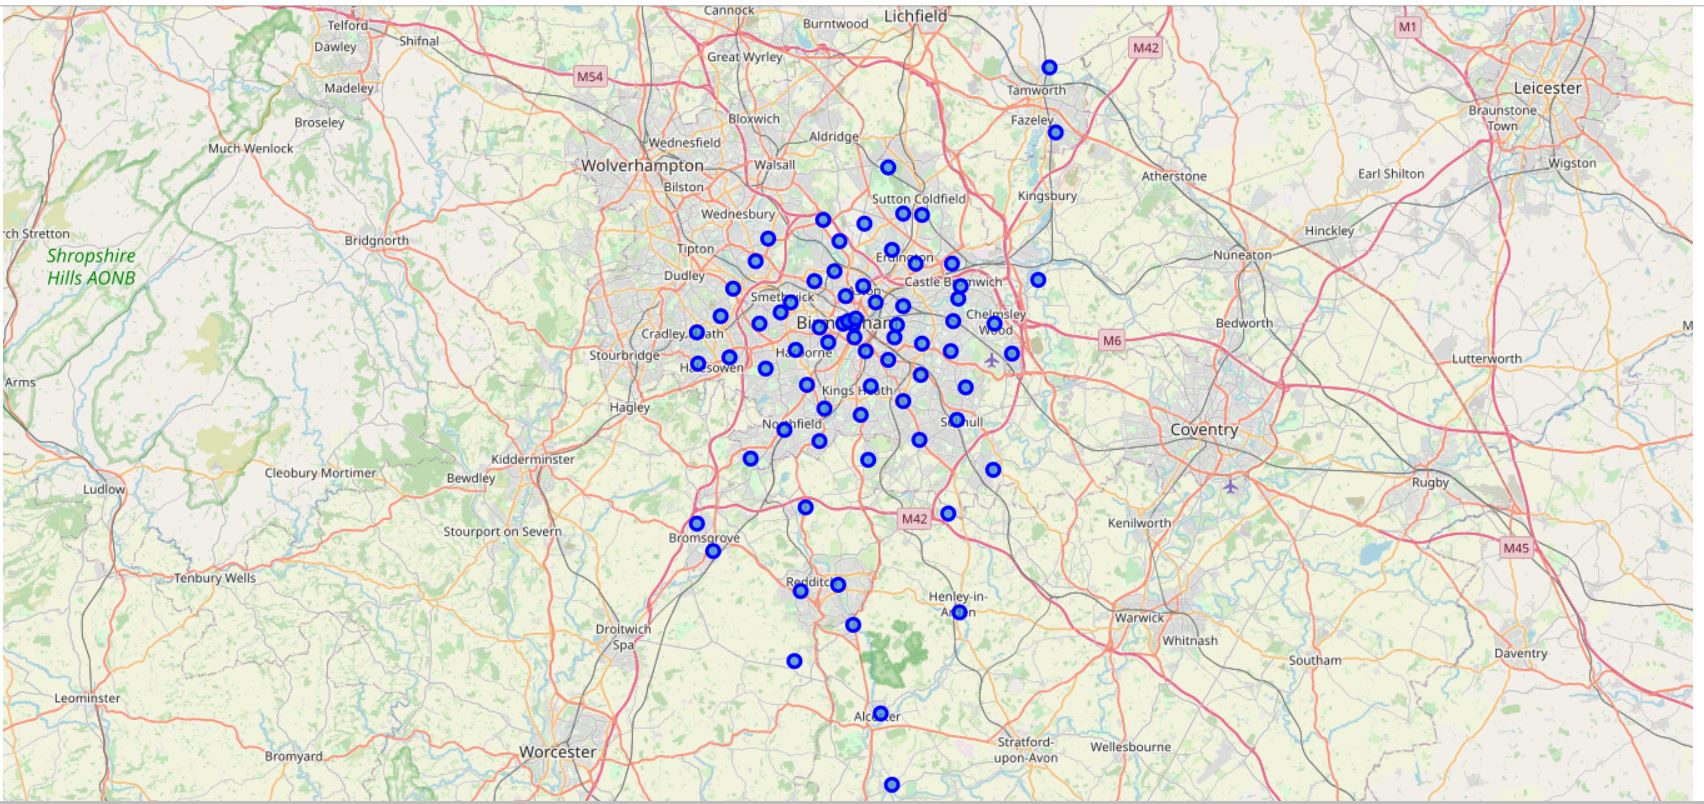 Cannock
Lichfield
Burntwood
M1
Telford
Shifnal
Dawley
M42
Great Wyrley
M54
Madeley
Tamworth
Leicester
Braunstone
Town
Broseley
Bloxwich
Fazeley
Aldridge
Much Wenlock
Wednesfield
Wolverhampton
Walsall
Wigston
Bilston
Atherstone
Earl Shilton
Sutton Coldfield
Kingsbury
Wednesbury
rch Stretton
Bridgnorth
Hinckley
Shropshire
Hills AONB
Tipton
Erdington
Nuneaton
Dudley
Castle B mwich
Smethwick
Chelmsley
Wood
Bedworth
M
Cradley ath
M6
Stourbridge
Harborne
Lutterworth
Halesowen
Arms
Kings Heath
Hagley
Northfield
S hull
Coventry
Kidderminster
Cleobury Mortimer
Bewdley
Ludlow
Rugby
M42
Kenilworth
Stourport on Severn
Bromsgrove
M45
Tenbury Wells
Redditch
Henley-in-
Arden
Warwick
Droitwich
Spa
Whitnash
Southam
Daventry
Leominster
Alcester
Stratford-
upon-Avon
Wellesbourne
Worcester
Bromyard